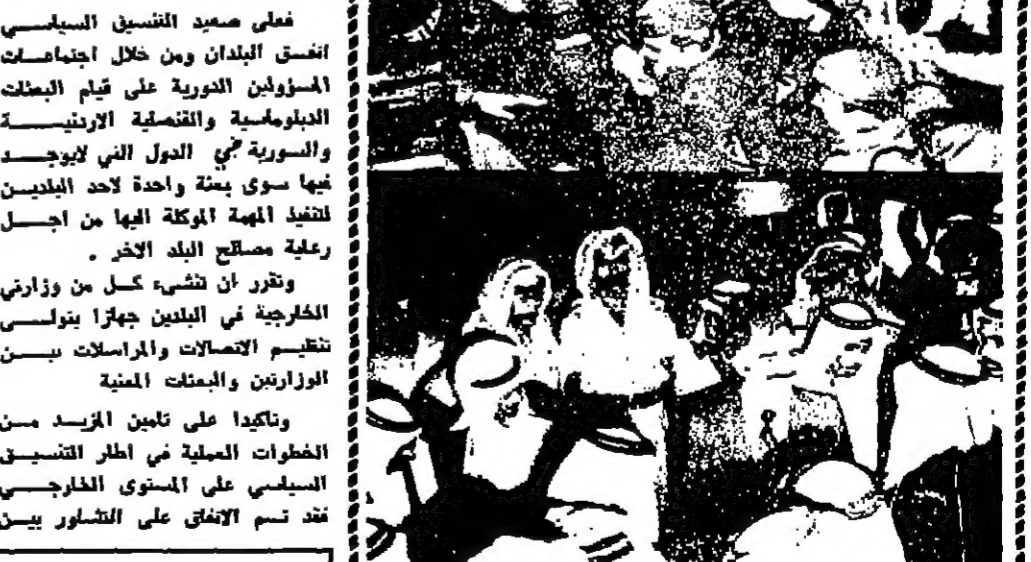 فعلى صعيد التنسيق السياسي
اتفق البلدان ومن خلال اجتماعات
المسؤولين الدورية على قيام البعثات
الدبلوماسية والقنصلية الاردنية
والسورية في الدول التي لايوجد
فيها سوى بعثة واحدة لاحد البلدين
لتنفيذ المهمة الموكلة اليها من اجل
رعاية مصالح البلد الاخر .
وتقرر ان تنشىء كل من وزارتي
الخارجية في البلدين جهازا يتولى
تنظيم الاتصالات والمراسلات بين
الوزارتين والبعثات المعنية
وتاكيدا على تامين المزيد من
الخطوات العملية في اطار التنسيق
السياسي على المستوى الخارجي
فقد تم الاتفاق على التشاور بين